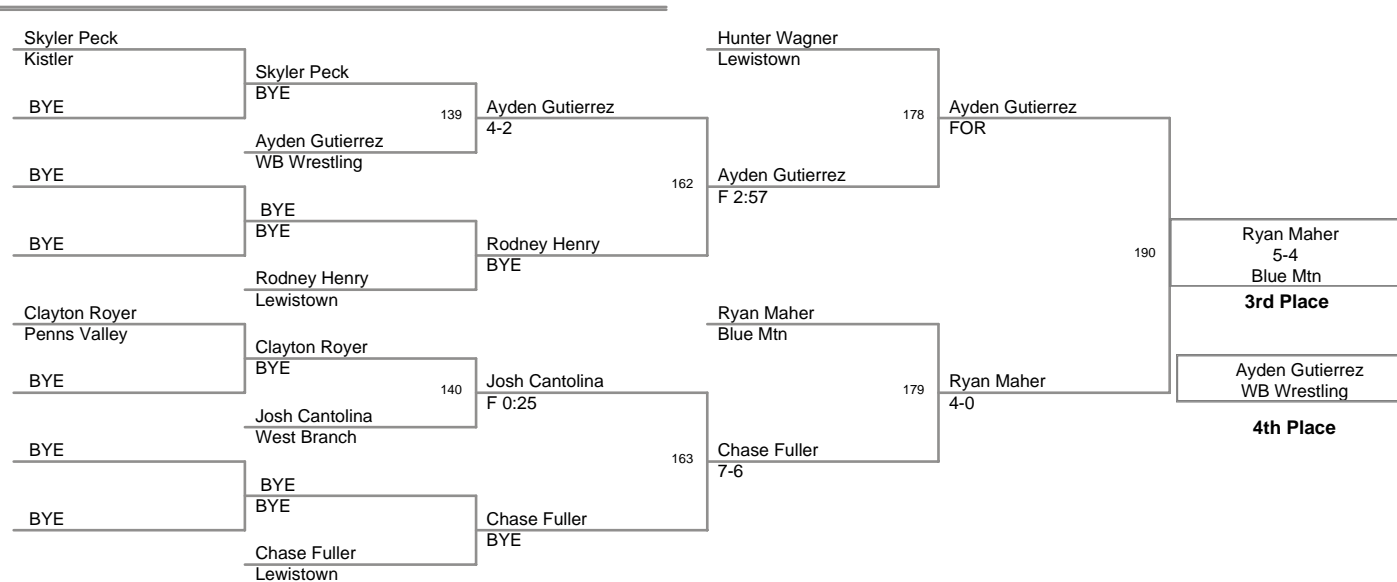 Skyler Peck
Kistler
BYE
BYE
BYE
Clayton Royer
Penns Valley
BYE
BYE
BYE
Skyler Peck
BYE
Ayden Gutierrez
WB Wrestling
BYE
BYE
Rodney Henry
Lewistown
Clayton Royer
BYE
Josh Cantolina
West Branch
BYE
BYE
Chase Fuller
Lewistown
139
Ayden Gutierrez
4-2
Rodney Henry
BYE
140
Josh Cantolina
F 0:25
Chase Fuller
BYE
Hunter Wagner
Lewistown
162
Ayden Gutierrez
F 2:57
Ryan Maher
Blue Mtn
163
Chase Fuller
7-6
178
Ayden Gutierrez
FOR
179
Ryan Maher
4-0
190
Ryan Maher
5-4
Blue Mtn
3rd Place
Ayden Gutierrez
WB Wrestling
4th Place